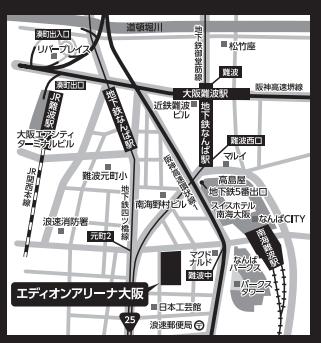 道頓堀川
湊町出入口
リバープレイス
地下鉄御堂筋線
松竹座
難波
湊町出口
大阪難波駅
阪神高速堺線
JR難波駅
地下鉄なんば駅
近鉄難波
ビル
地下鉄なんば駅
難波西口
マルイ
大阪エアシティ
ターミナルビル
阪神高速環状線
高島屋
地下鉄5番出口
JR関西本線
難波元町小
地下鉄四ツ橋線
南海野村ビル
スイスホテル
南海大阪
なんばCITY
浪速消防署
元町2
マクド
ナルド
南海難波駅
難波中
なんば
パークス
パークス
タワー
エディオンアリーナ大阪
25
日本工芸館
浪速郵便局